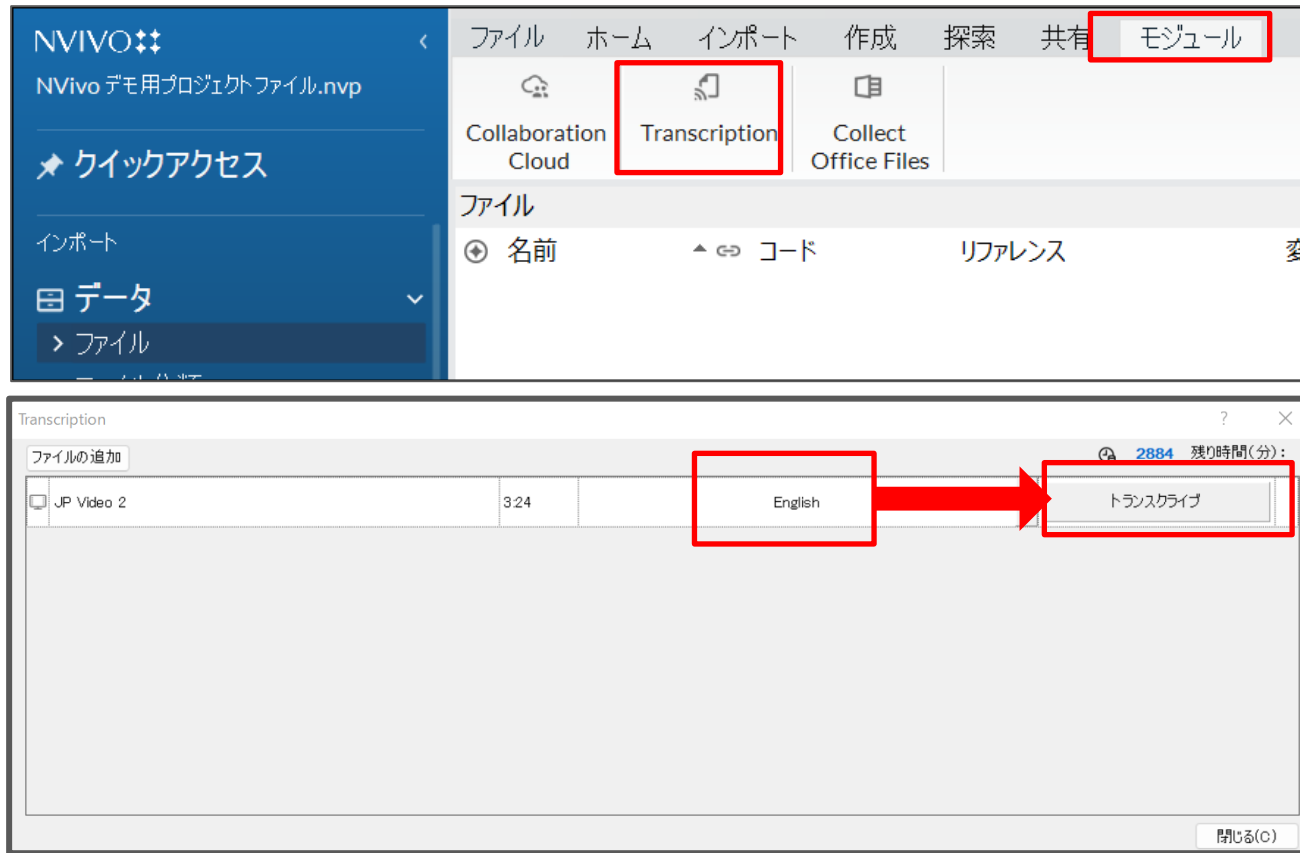 NVIVO
ファイル ホーム インポート 作成 探索 共有 モジュール
NVivo デモ用プロジェクトファイル.nvp
Collaboration Cloud
Transcription
Collect Office Files
クイックアクセス
ファイル
インポート
名前 コード リファレンス 変
データ
ファイル
Transcription
ファイルの追加
2884 残り時間(分):
JP Video 2 3:24 English トランスクライブ
閉じる(C)